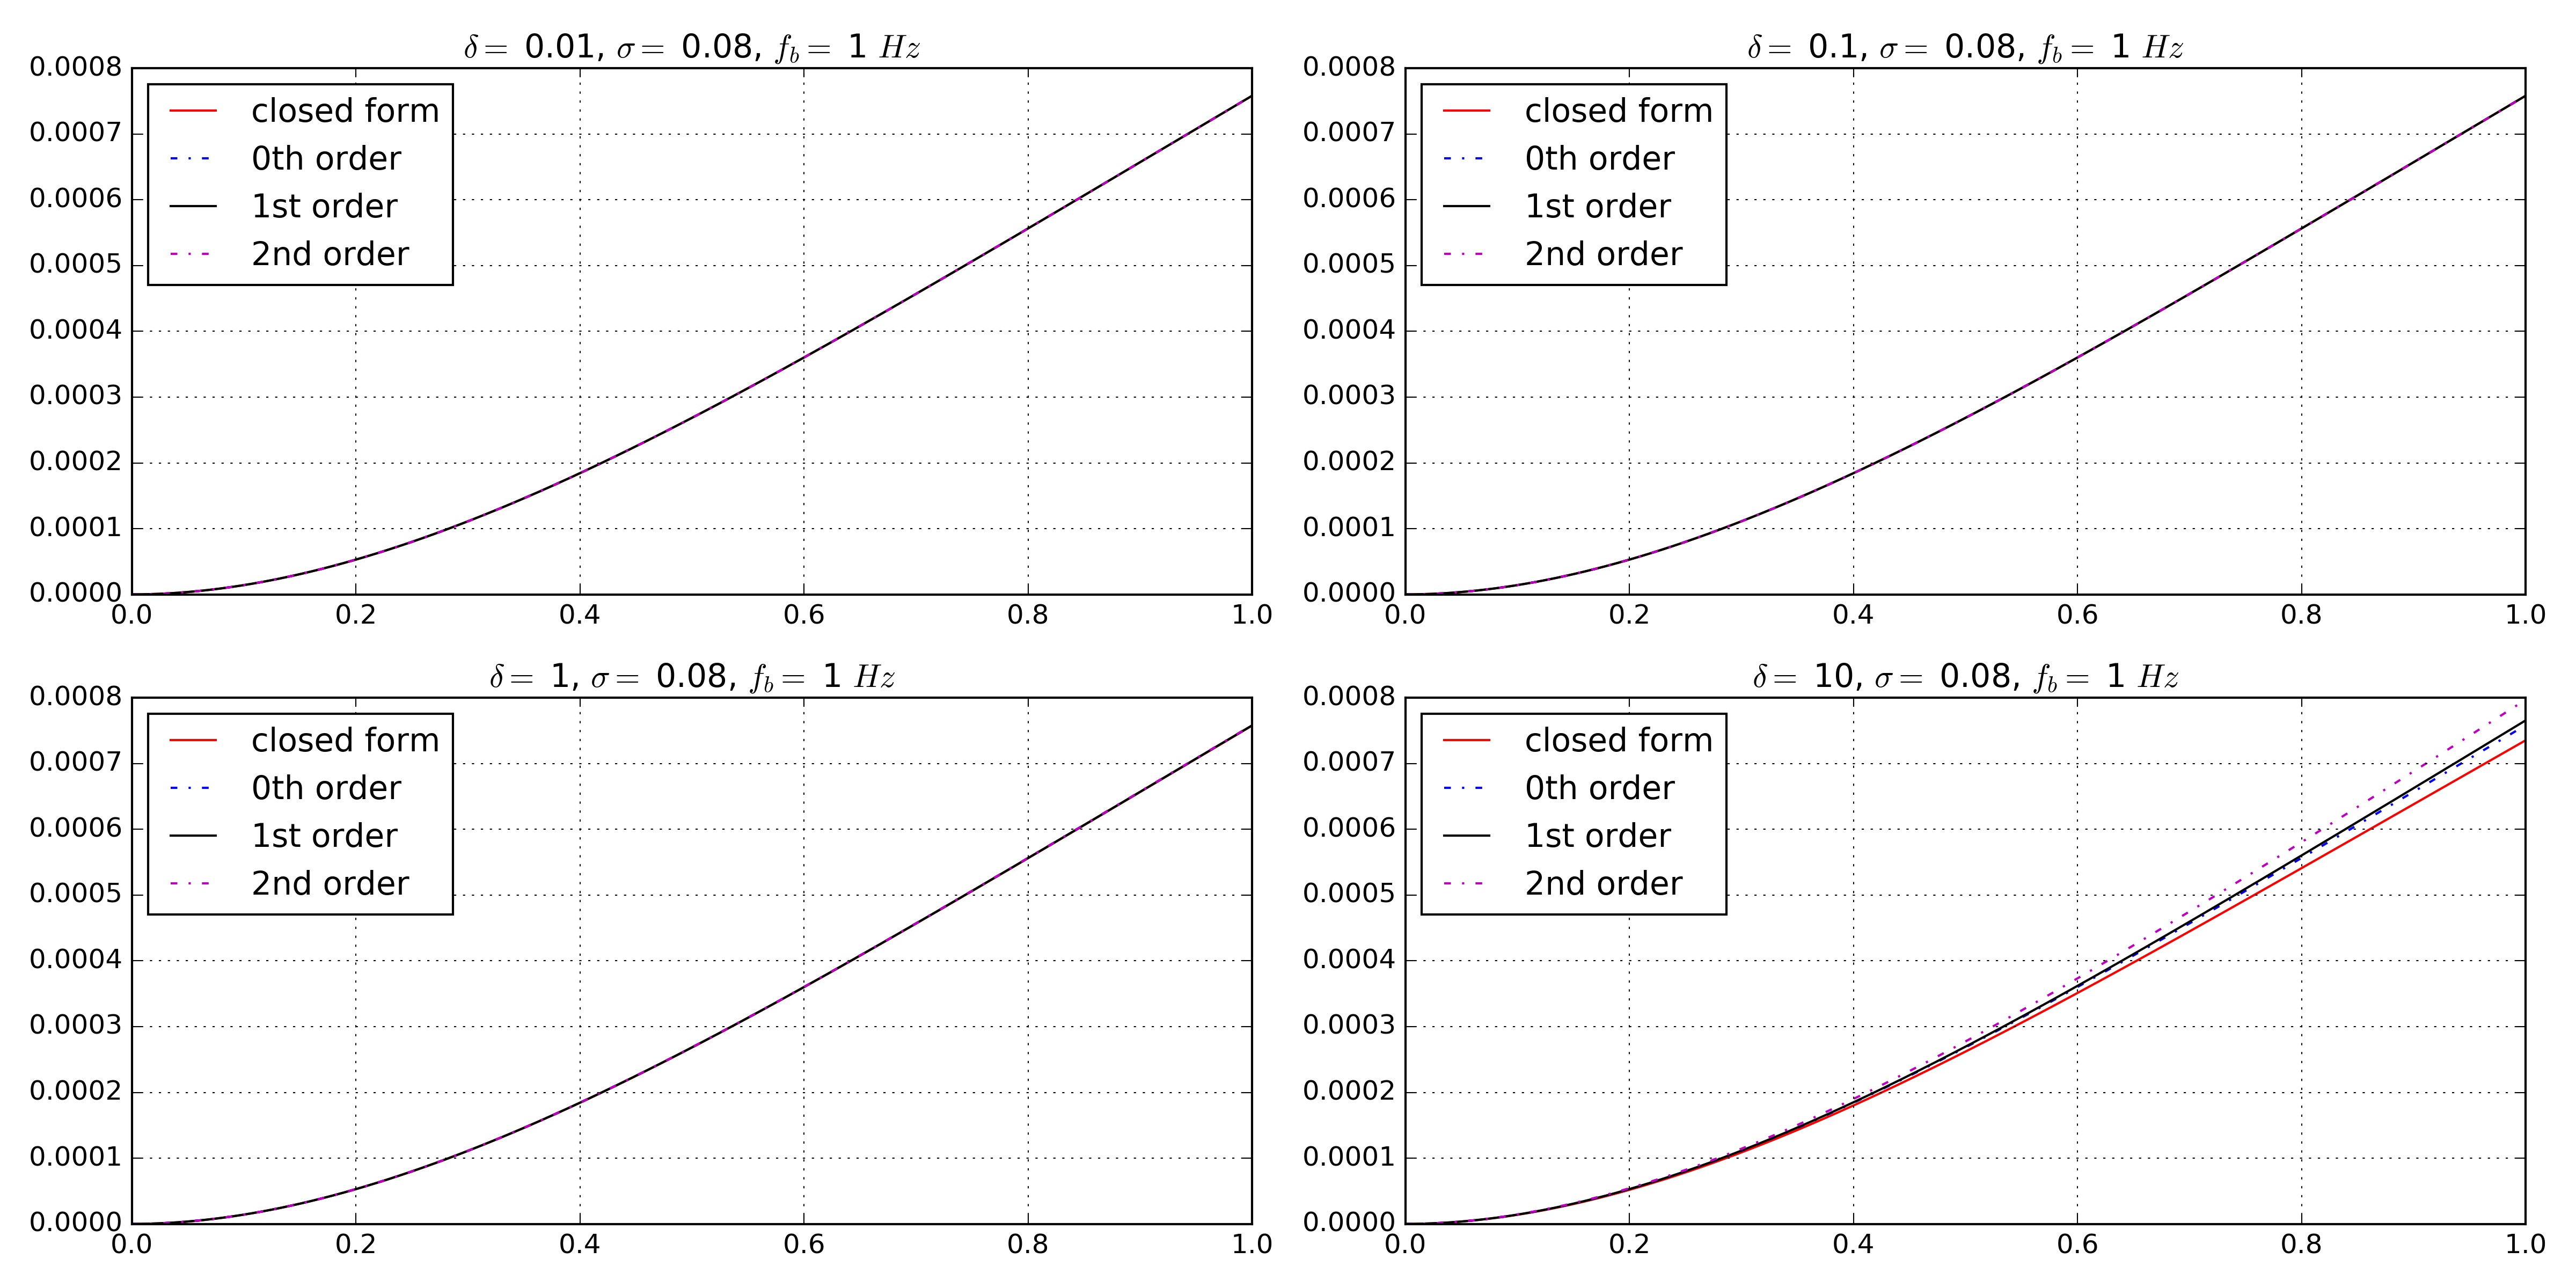 δ = 0.01, σ = 0.08, f_b = 1 Hz
0.0008
0.0007
0.0006
0.0005
0.0004
0.0003
0.0002
0.0001
0.0000
closed form
0th order
1st order
2nd order
0.0 0.2 0.4 0.6 0.8 1.0
δ = 0.1, σ = 0.08, f_b = 1 Hz
0.0008
0.0007
0.0006
0.0005
0.0004
0.0003
0.0002
0.0001
0.0000
closed form
0th order
1st order
2nd order
0.0 0.2 0.4 0.6 0.8 1.0
δ = 1, σ = 0.08, f_b = 1 Hz
0.0008
0.0007
0.0006
0.0005
0.0004
0.0003
0.0002
0.0001
0.0000
closed form
0th order
1st order
2nd order
0.0 0.2 0.4 0.6 0.8 1.0
δ = 10, σ = 0.08, f_b = 1 Hz
0.0008
0.0007
0.0006
0.0005
0.0004
0.0003
0.0002
0.0001
0.0000
closed form
0th order
1st order
2nd order
0.0 0.2 0.4 0.6 0.8 1.0